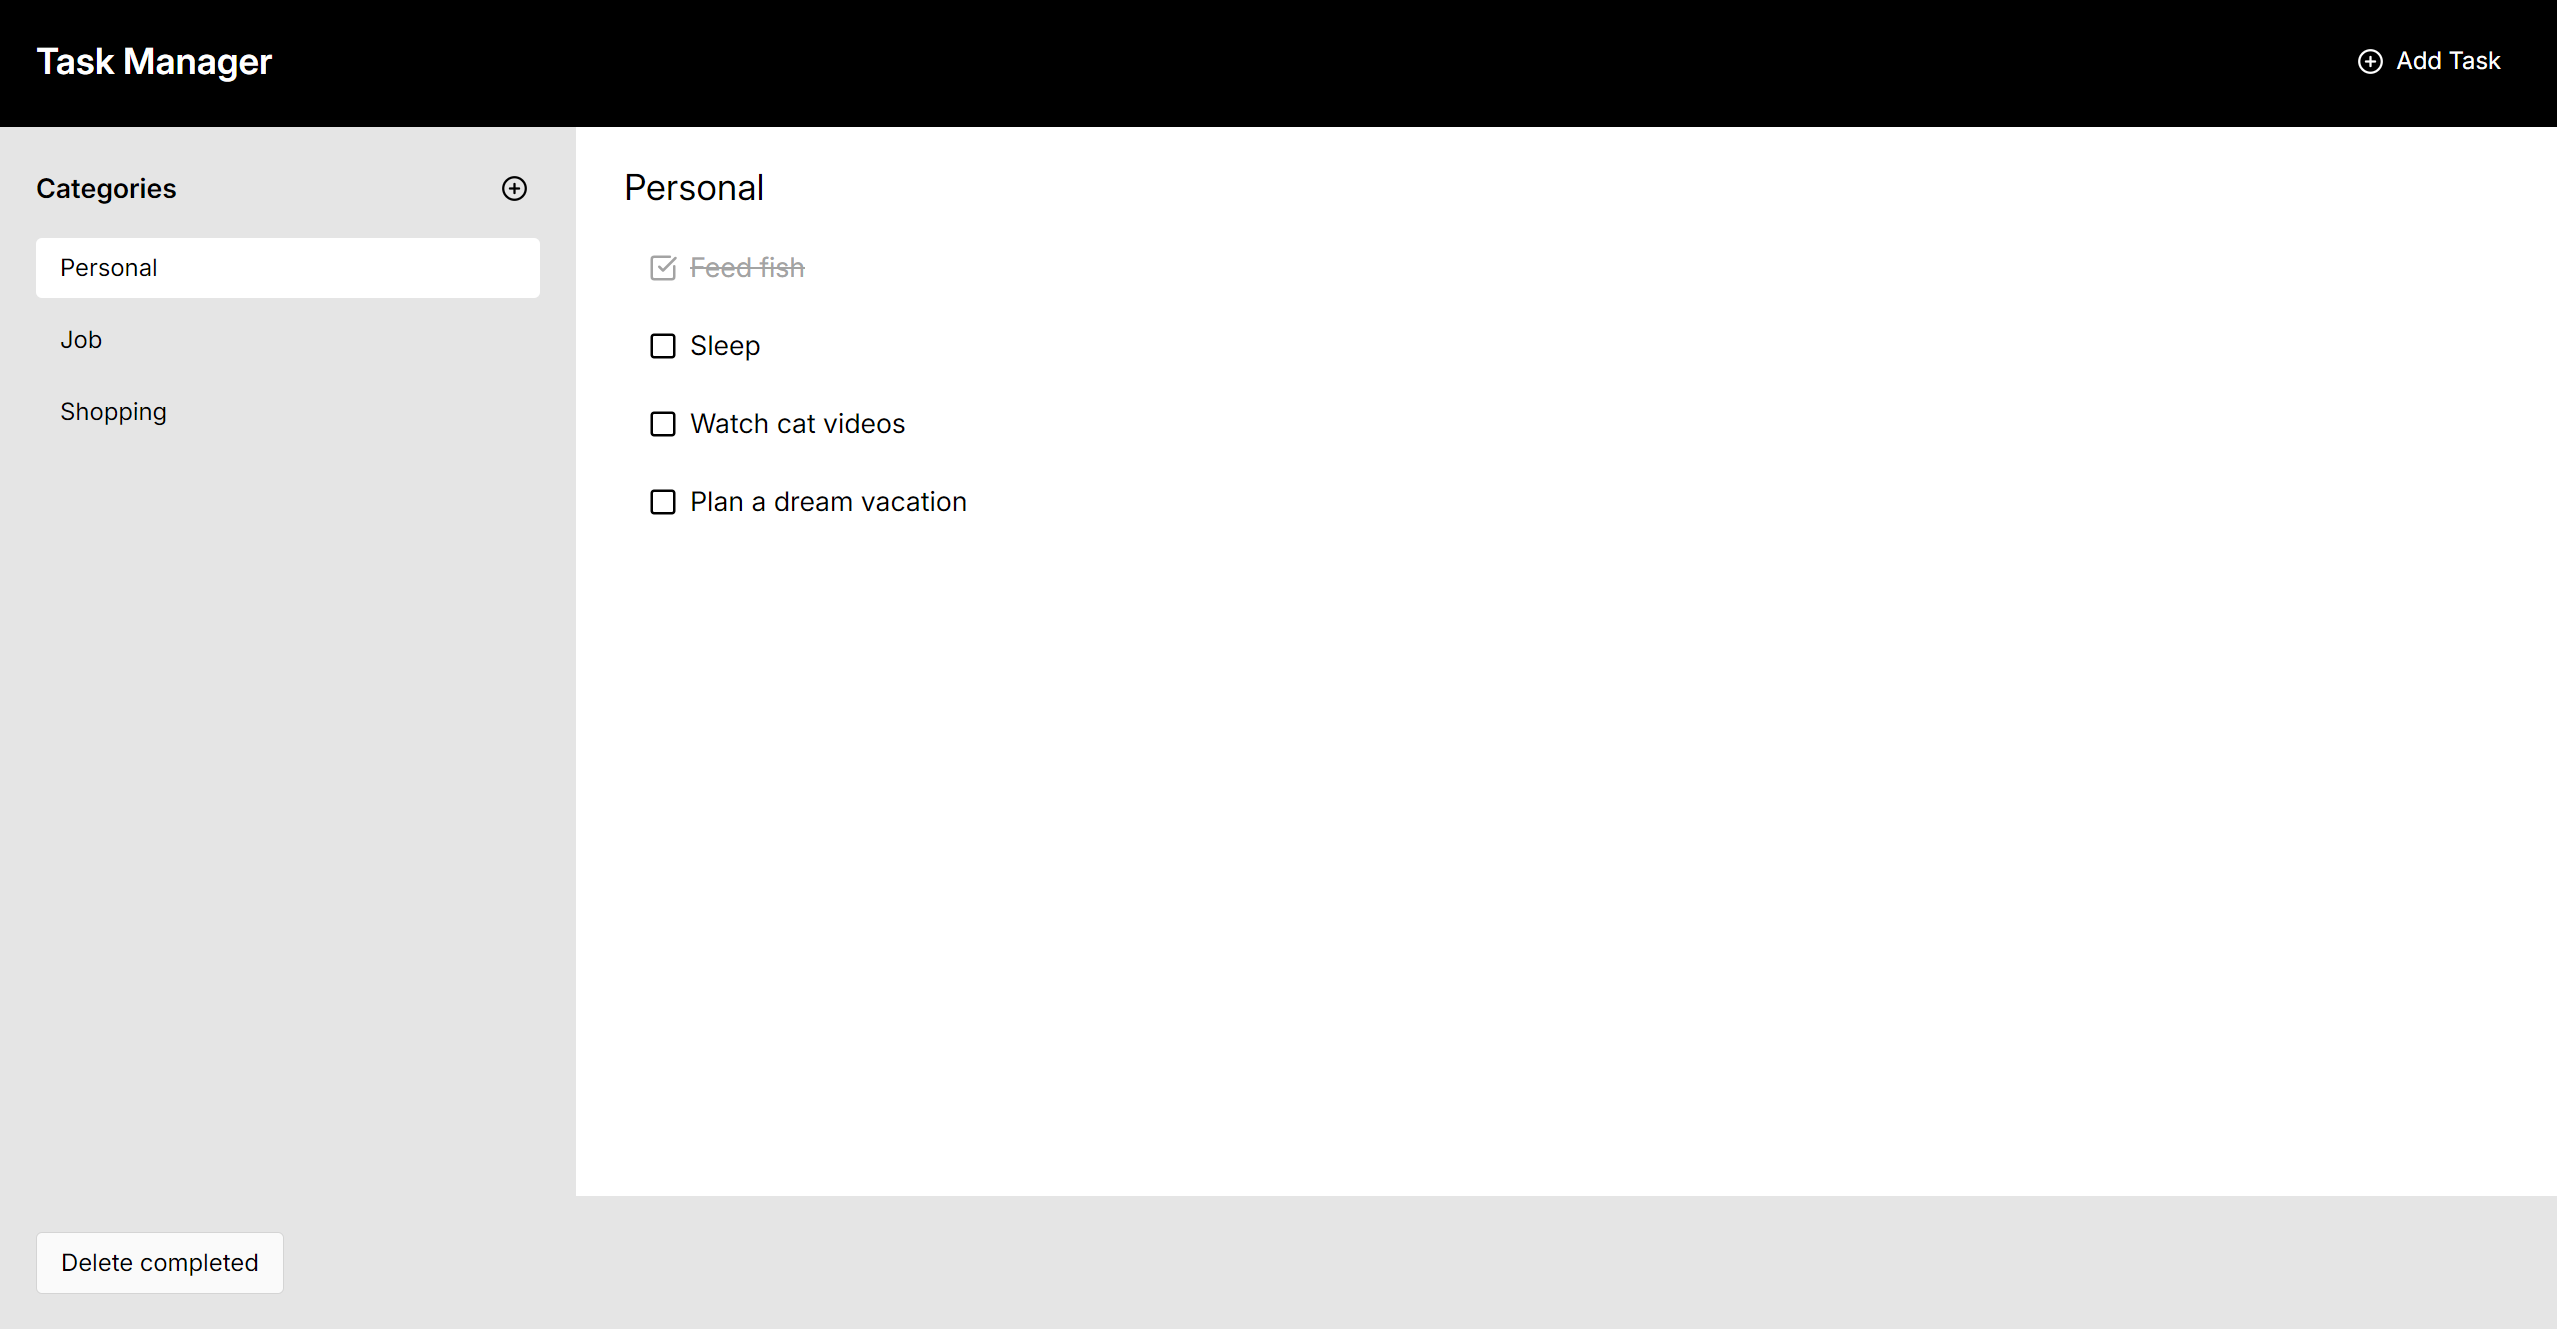 Task Manager
Add Task
Categories
Personal
Job
Shopping
Personal
Feed fish
Sleep
Watch cat videos
Plan a dream vacation
Delete completed